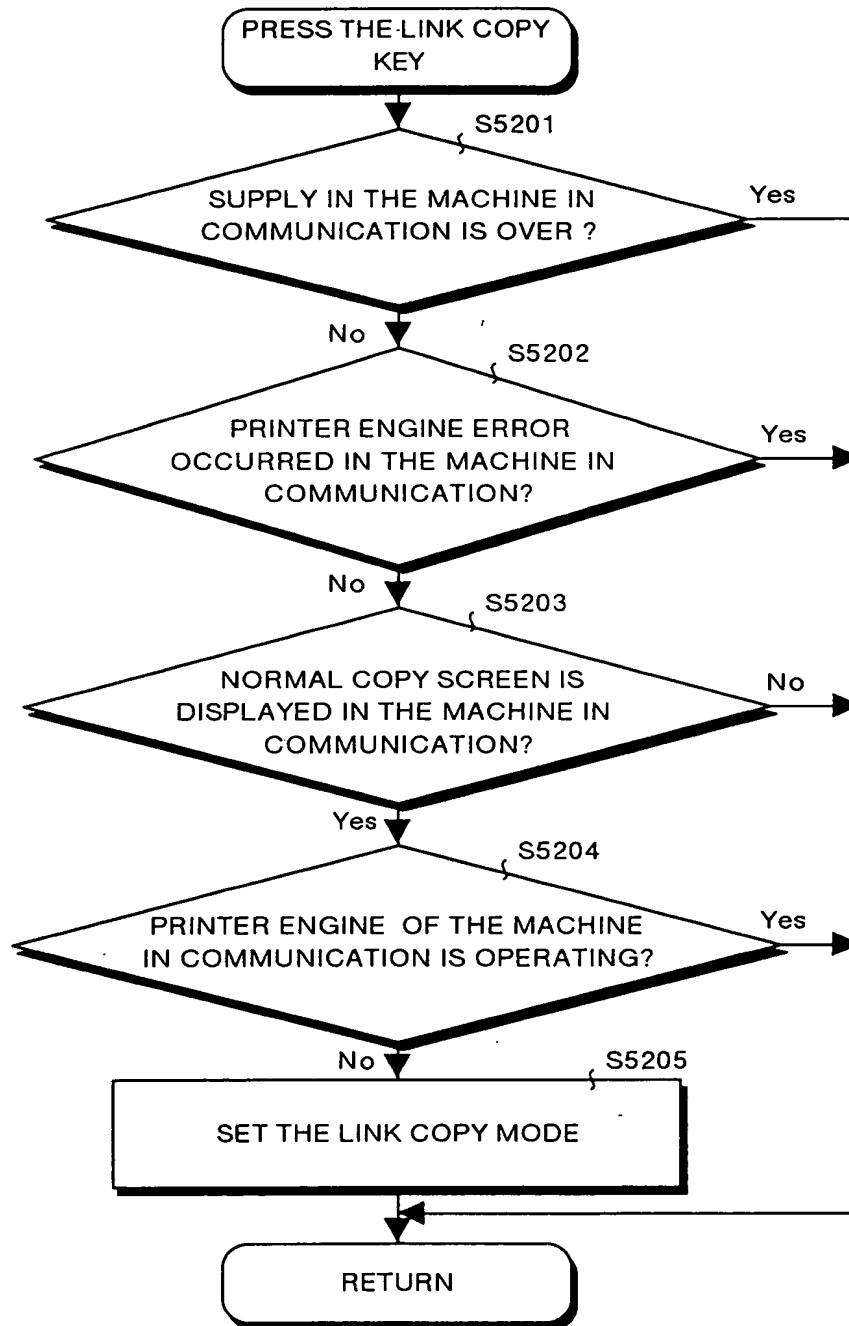 PRESS THE LINK COPY
KEY
S5201
SUPPLY IN THE MACHINE IN
COMMUNICATION IS OVER ?
Yes
No
S5202
PRINTER ENGINE ERROR
OCCURRED IN THE MACHINE IN
COMMUNICATION?
Yes
No
S5203
NORMAL COPY SCREEN IS
DISPLAYED IN THE MACHINE IN
COMMUNICATION?
No
Yes
S5204
PRINTER ENGINE OF THE MACHINE
IN COMMUNICATION IS OPERATING?
Yes
No
S5205
SET THE LINK COPY MODE
RETURN